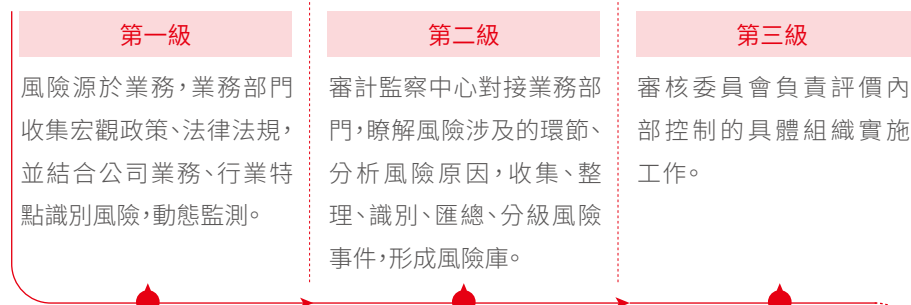 第一級
風險源於業務，業務部門
收集宏觀政策、法律法規，
並結合公司業務、行業特
點識別風險，動態監測。
第二級
審計監察中心對接業務部
門，瞭解風險涉及的環節、
分析風險原因，收集、整
理、識別、匯總、分級風險
事件，形成風險庫。
第三級
審核委員會負責評價內
部控制的具體組織實施
工作。